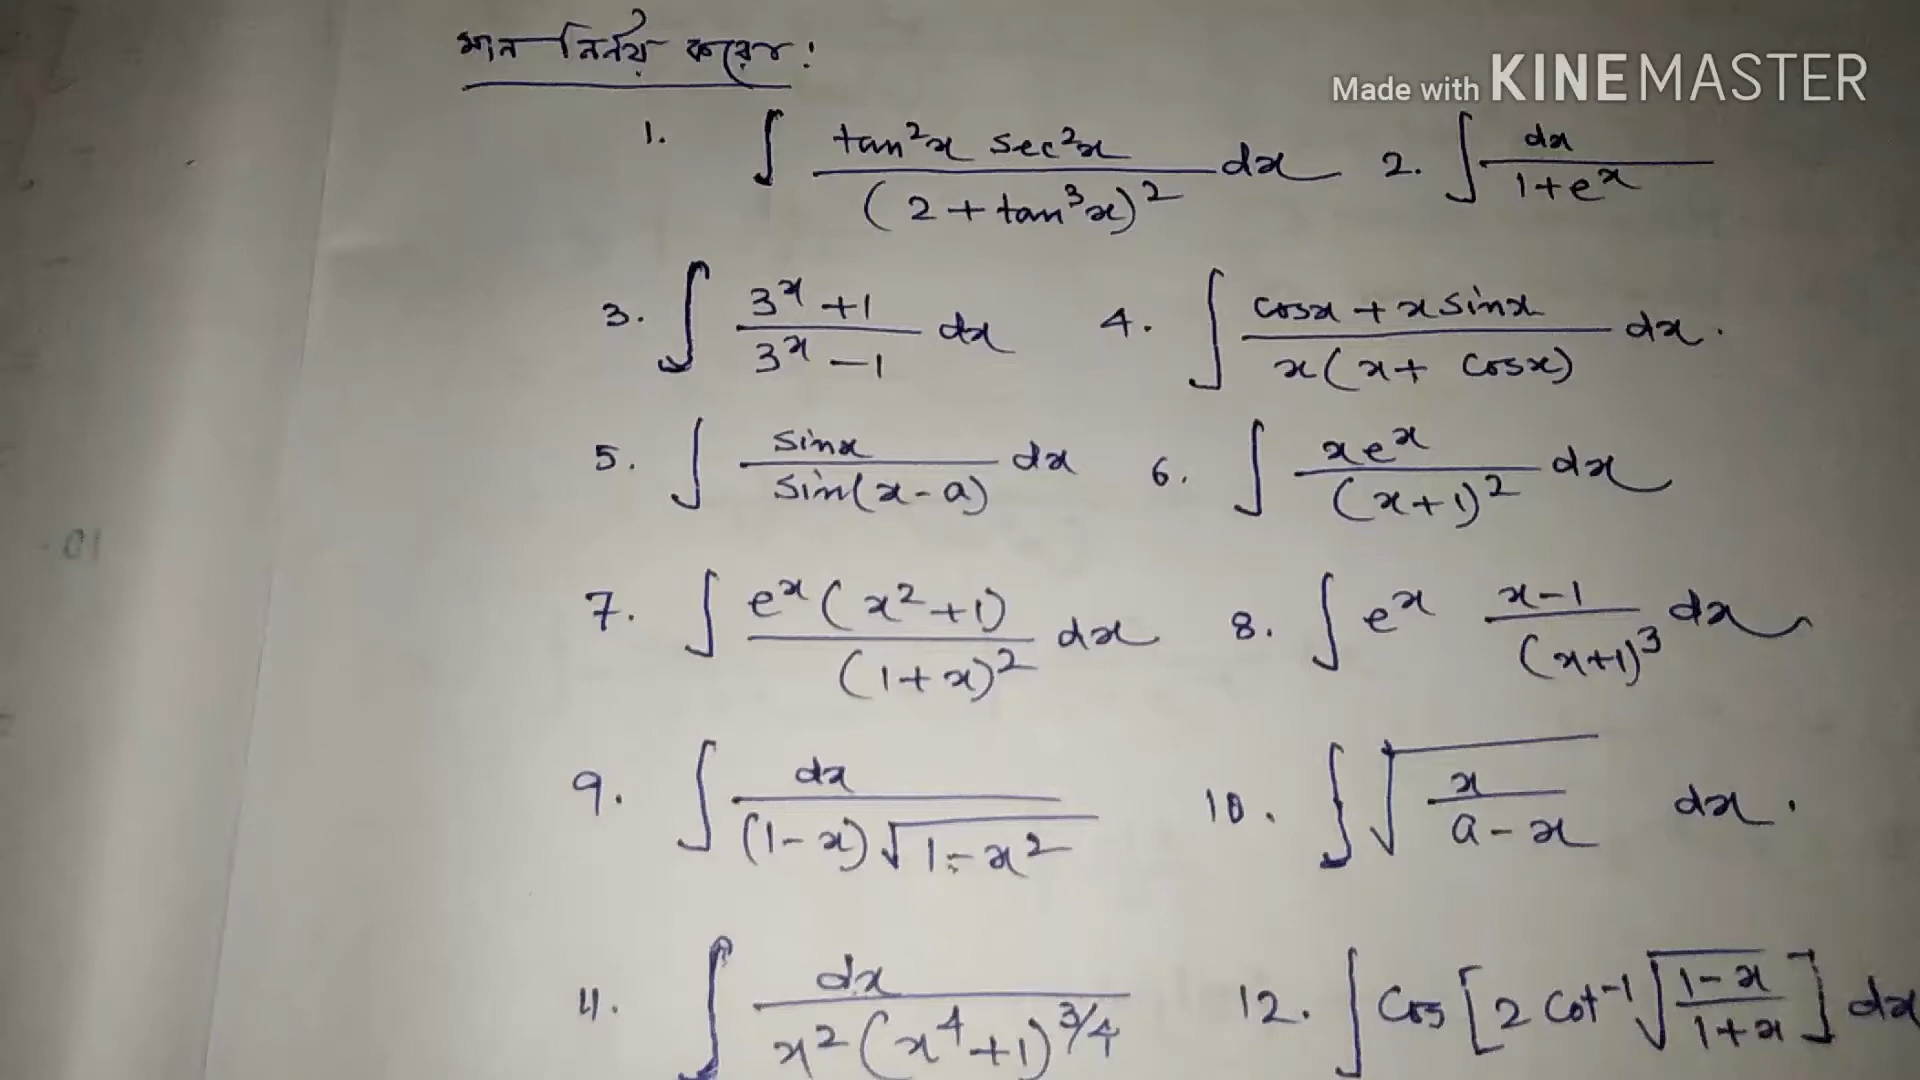 মান নির্ণয় করো:
Made with KINEMASTER
1. ∫ tan²x sec²x / (2 + tan³x)² dx 2. ∫ dx / 1+eˣ
3. ∫ 3ˣ + 1 / 3ˣ - 1 dx 4. ∫ cosx + x sinx / x(x + cosx) dx.
5. ∫ sinx / sin(x-a) dx 6. ∫ xeˣ / (x+1)² dx
7. ∫ eˣ(x²+1) / (1+x)² dx 8. ∫ eˣ x-1 / (x+1)³ dx
9. ∫ dx / (1-x)√1-x² 10. ∫ √x / a-x dx.
11. ∫ dx / x²(x⁴+1)^3/4 12. ∫ Cos [2 Cot⁻¹ √1-x / 1+x] dx